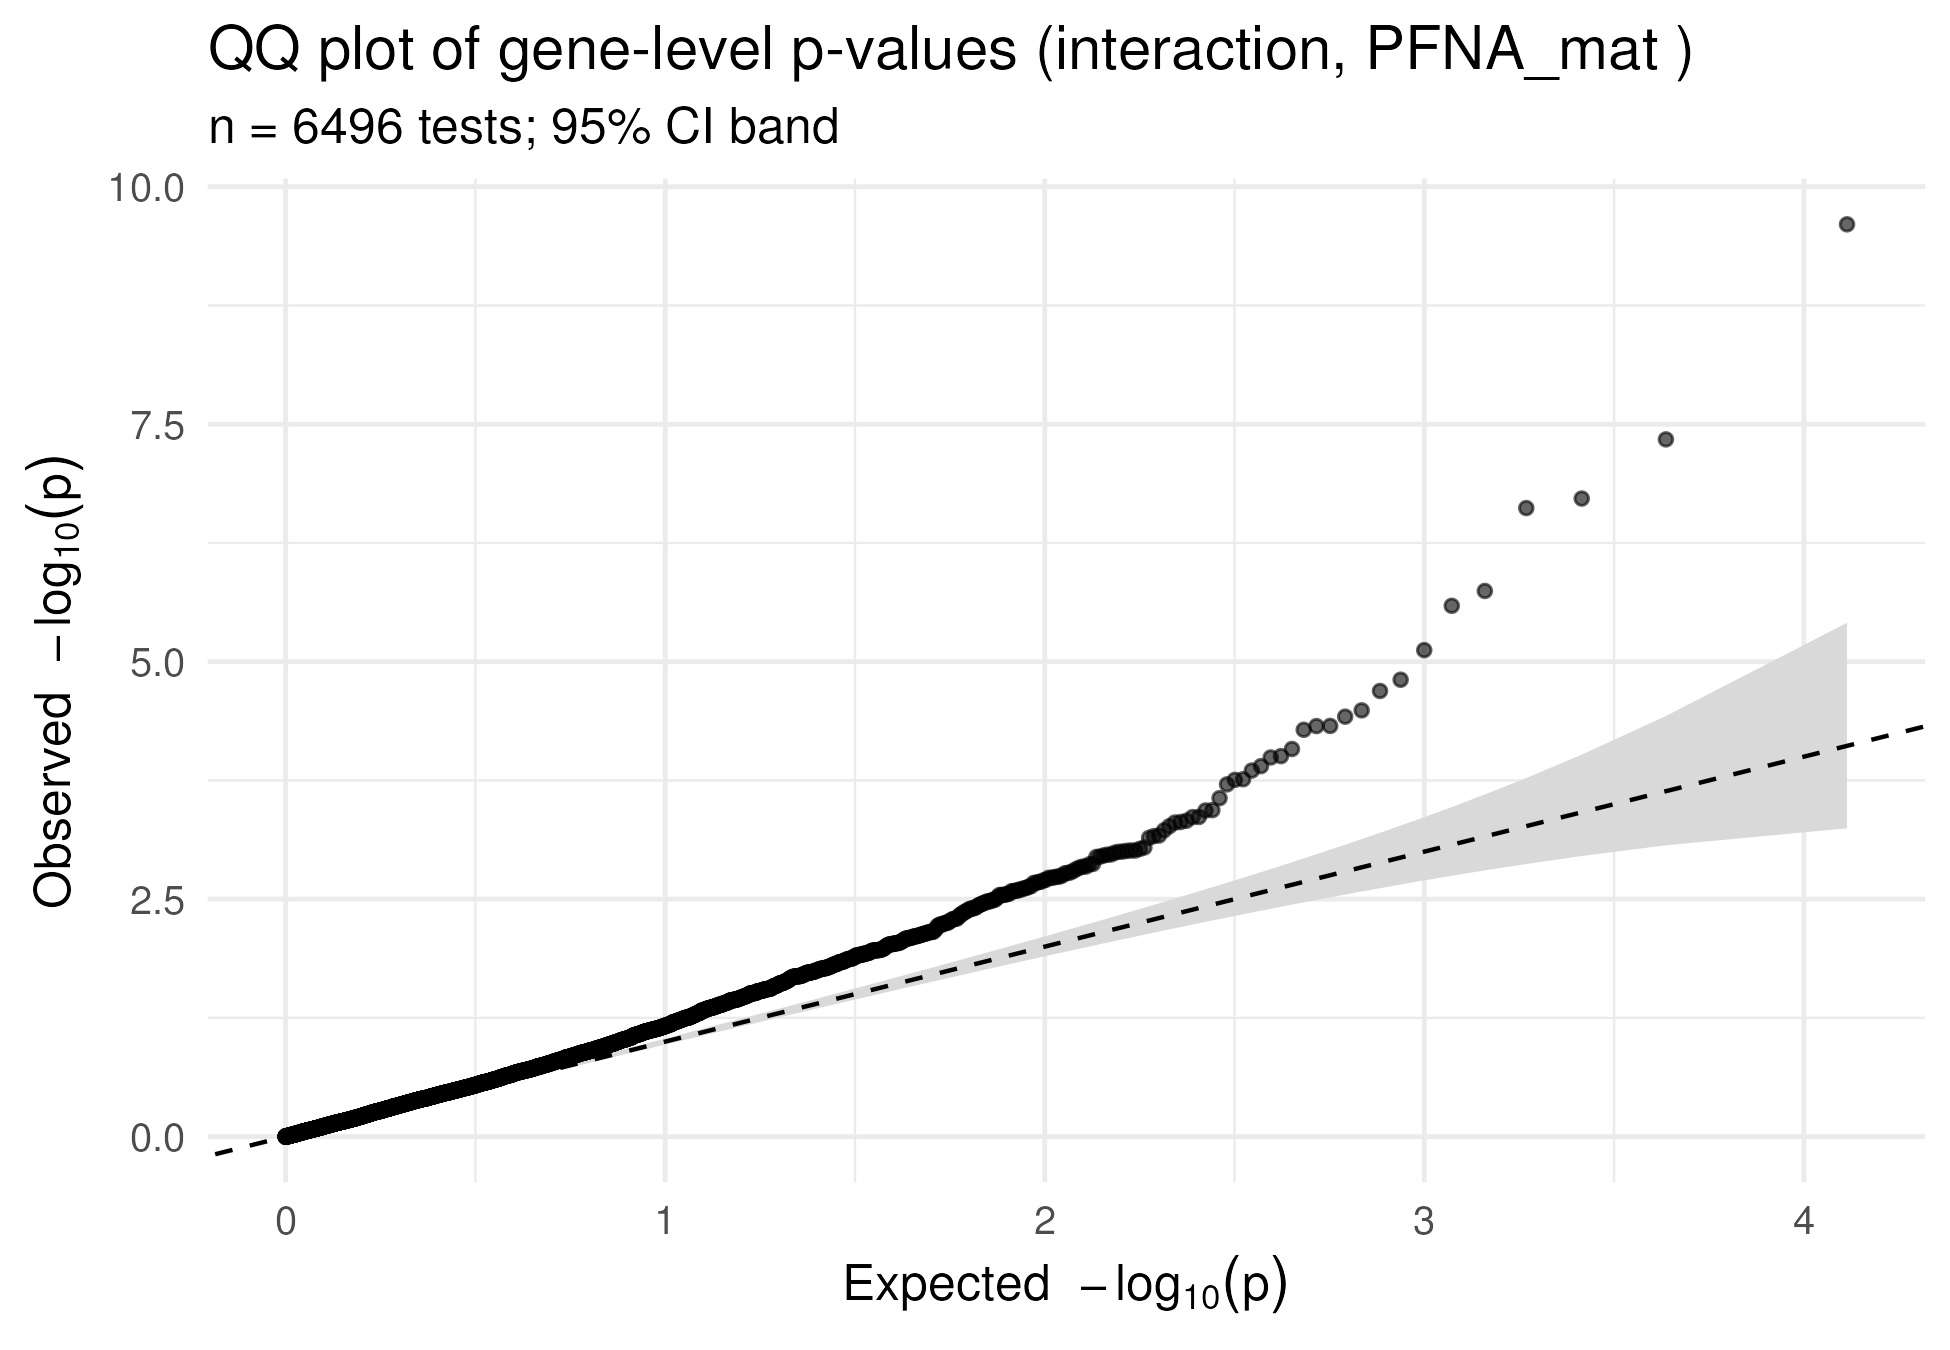 QQ plot of gene-level p-values (interaction, PFNA_mat )
n = 6496 tests; 95% CI band
10.0
7.5
5.0
2.5
0.0
Observed −log10(p)
0 1 2 3 4
Expected −log10(p)